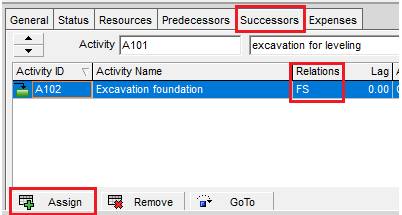 General Status Resources Predecessors Successors Expenses
Activity A101 excavation for leveling
Activity ID Activity Name Relations Lag
A102 Excavation foundation FS 0.00
Assign Remove GoTo